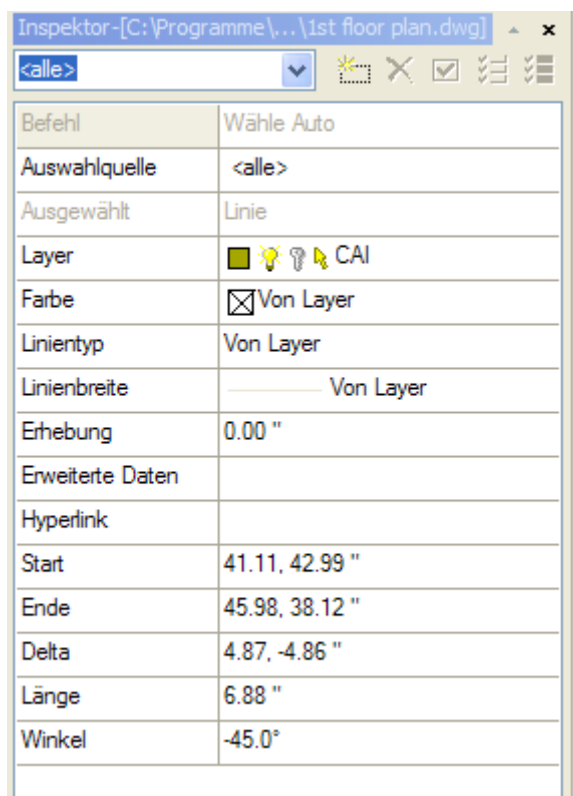 Inspektor-[C:\Programme\...\1st floor plan.dwg]
<alle>
Befehl Wähle Auto
Auswahlquelle <alle>
Ausgewählt Linie
Layer CAI
Farbe Von Layer
Linientyp Von Layer
Linienbreite Von Layer
Erhebung 0.00 "
Erweiterte Daten
Hyperlink
Start 41.11, 42.99 "
Ende 45.98, 38.12 "
Delta 4.87, -4.86 "
Länge 6.88 "
Winkel -45.0°